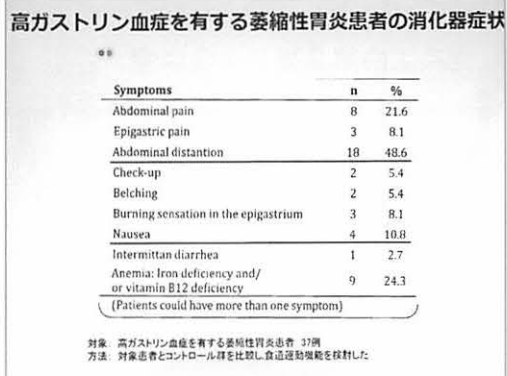 高ガストリン血症を有する萎縮性胃炎患者の消化器症状
Symptoms n %
Abdominal pain 8 21.6
Epigastric pain 3 8.1
Abdominal distantion 18 48.6
Check-up 2 5.4
Belching 2 5.4
Burning sensation in the epigastrium 3 8.1
Nausea 4 10.8
Intermittan diarrhea 1 2.7
Anemia: Iron deficiency and/
or vitamin B12 deficiency 9 24.3
(Patients could have more than one symptom)
対象: 高ガストリン血症を有する萎縮性胃炎患者 37例
方法: 対象患者とコントロール群を比較し食道運動機能を検討した